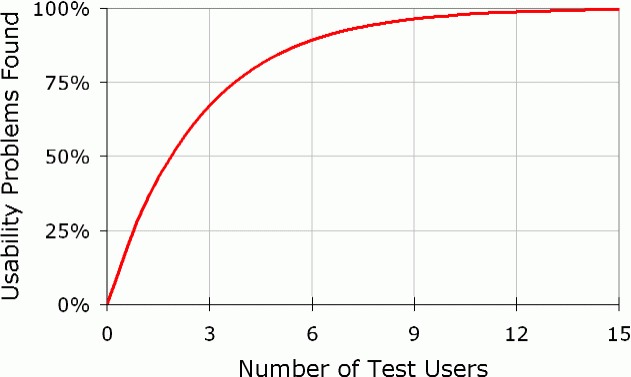 Usability Problems Found
100%
75%
50%
25%
0%
0 3 6 9 12 15
Number of Test Users